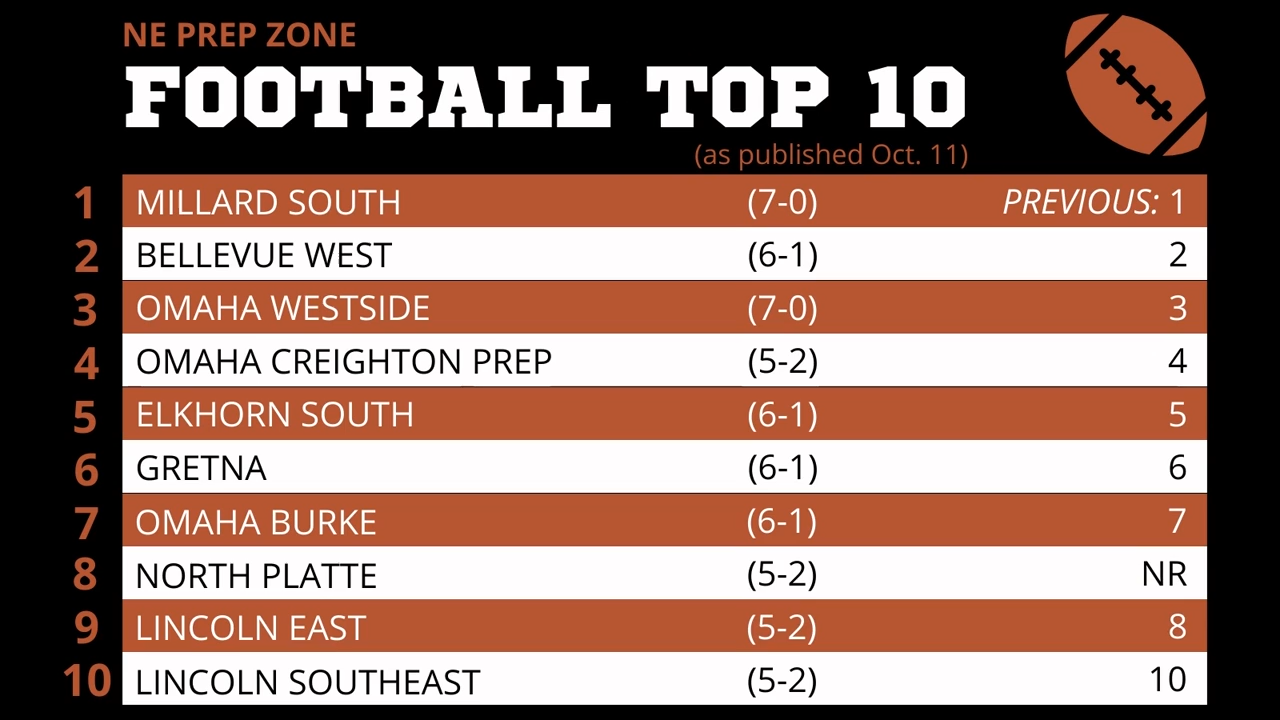 NE PREP ZONE
FOOTBALL TOP 10
(as published Oct. 11)
1 MILLARD SOUTH (7-0) PREVIOUS: 1
2 BELLEVUE WEST (6-1) 2
3 OMAHA WESTSIDE (7-0) 3
4 OMAHA CREIGHTON PREP (5-2) 4
5 ELKHORN SOUTH (6-1) 5
6 GRETNA (6-1) 6
7 OMAHA BURKE (6-1) 7
8 NORTH PLATTE (5-2) NR
9 LINCOLN EAST (5-2) 8
10 LINCOLN SOUTHEAST (5-2) 10